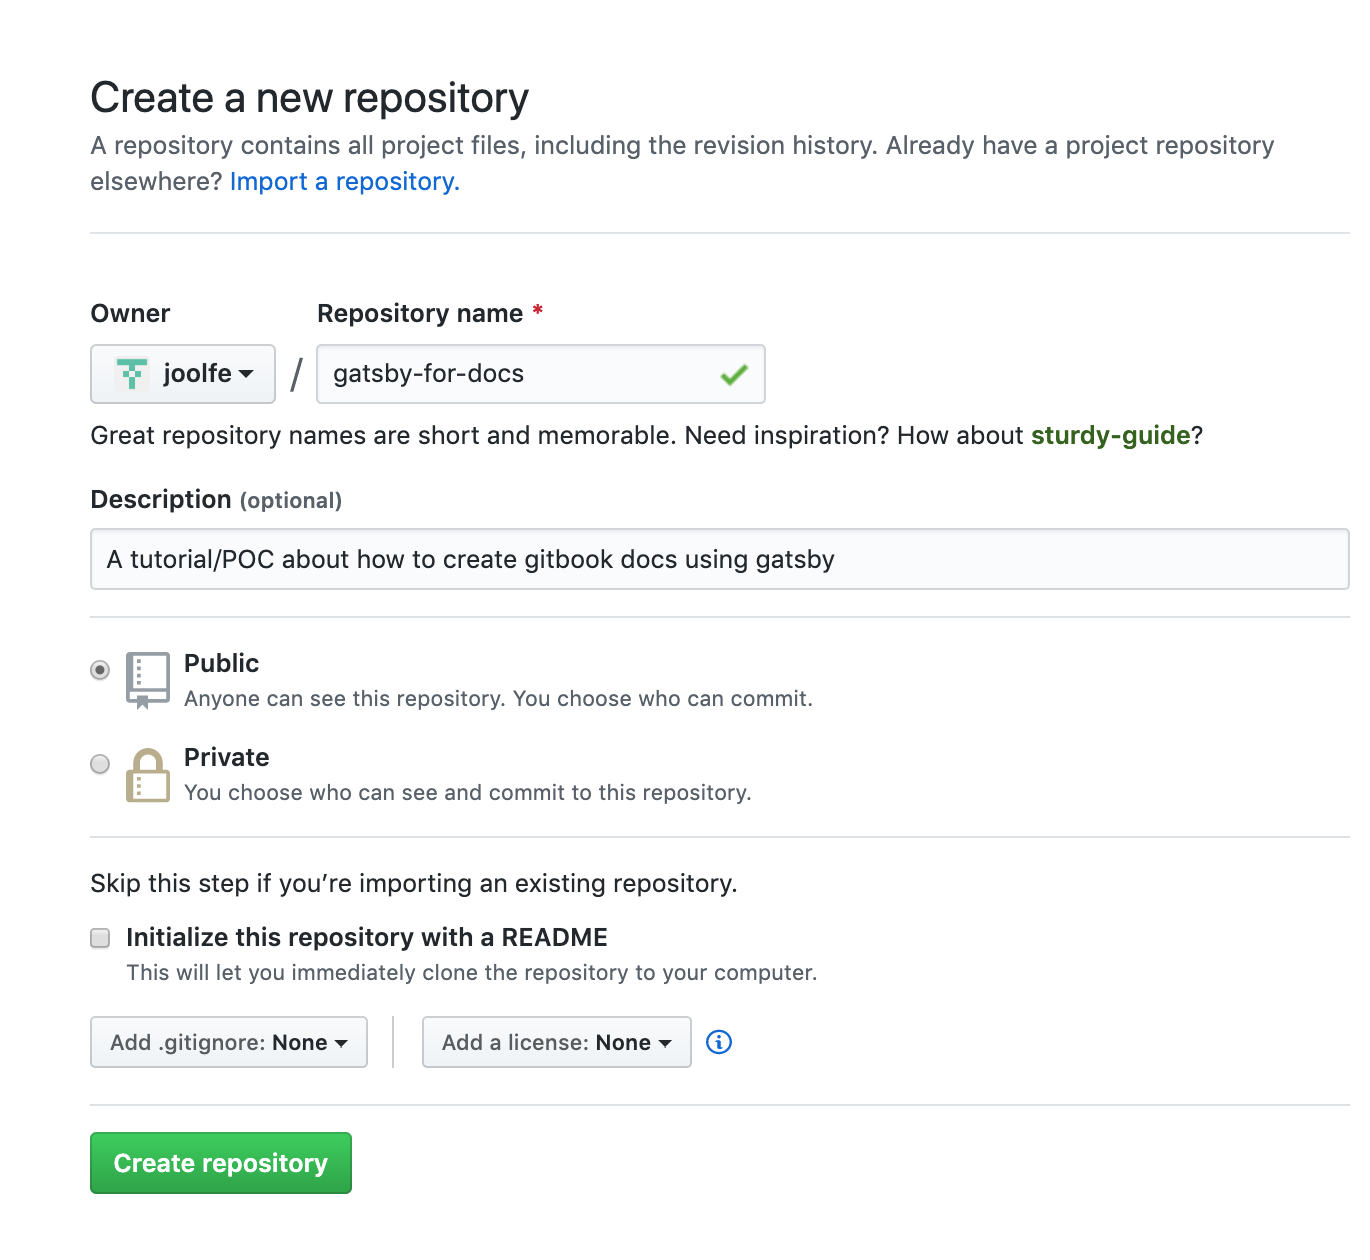 Create a new repository
A repository contains all project files, including the revision history. Already have a project repository
elsewhere? Import a repository.
Owner
Repository name *
joolfe
/
gatsby-for-docs
Great repository names are short and memorable. Need inspiration? How about sturdy-guide?
Description (optional)
A tutorial/POC about how to create gitbook docs using gatsby
Public
Anyone can see this repository. You choose who can commit.
Private
You choose who can see and commit to this repository.
Skip this step if you’re importing an existing repository.
Initialize this repository with a README
This will let you immediately clone the repository to your computer.
Add .gitignore: None
Add a license: None
Create repository